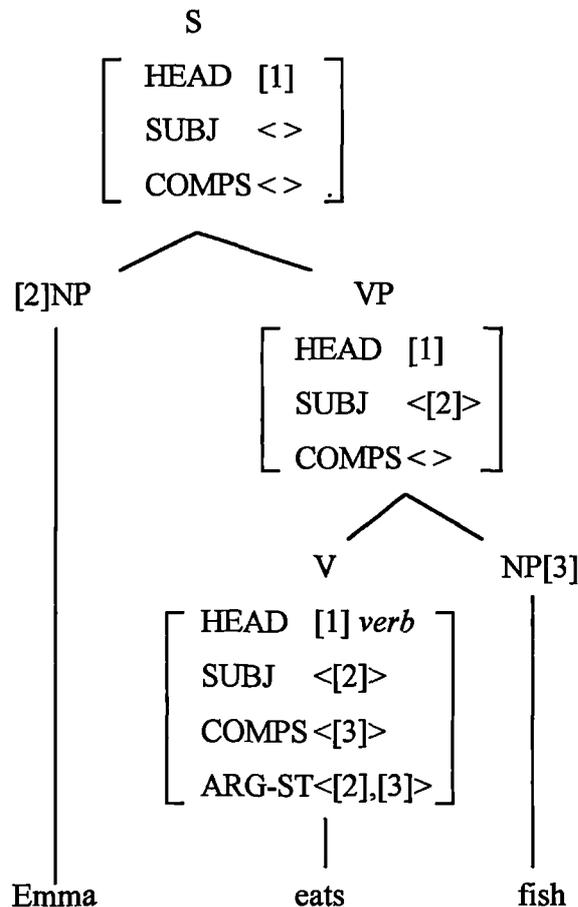 S
HEAD [1]
SUBJ < >
COMPS < >
[2]NP VP
HEAD [1]
SUBJ <[2]>
COMPS < >
V NP[3]
HEAD [1] verb
SUBJ <[2]>
COMPS <[3]>
ARG-ST<[2],[3]>
Emma eats fish